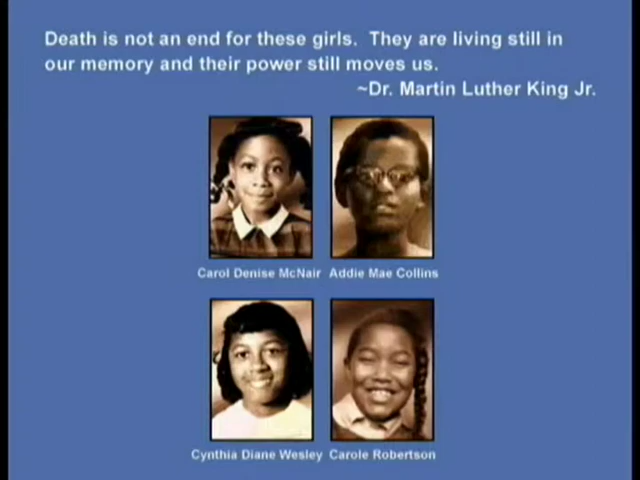 Death is not an end for these girls. They are living still in
our memory and their power still moves us.
~Dr. Martin Luther King Jr.
Carol Denise McNair Addie Mae Collins
Cynthia Diane Wesley Carole Robertson